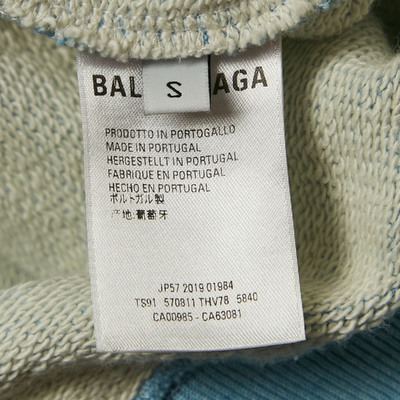 BAL AGA
S
PRODOTTO IN PORTOGALLO
MADE IN PORTUGAL
HERGESTELLT IN PORTUGAL
FABRIQUE EN PORTUGAL
HECHO EN PORTUGAL
ポルトガル製
产地:葡萄牙
JP57 2019 01984
TS91 570811 THV78 5840
CA00985 - CA63081